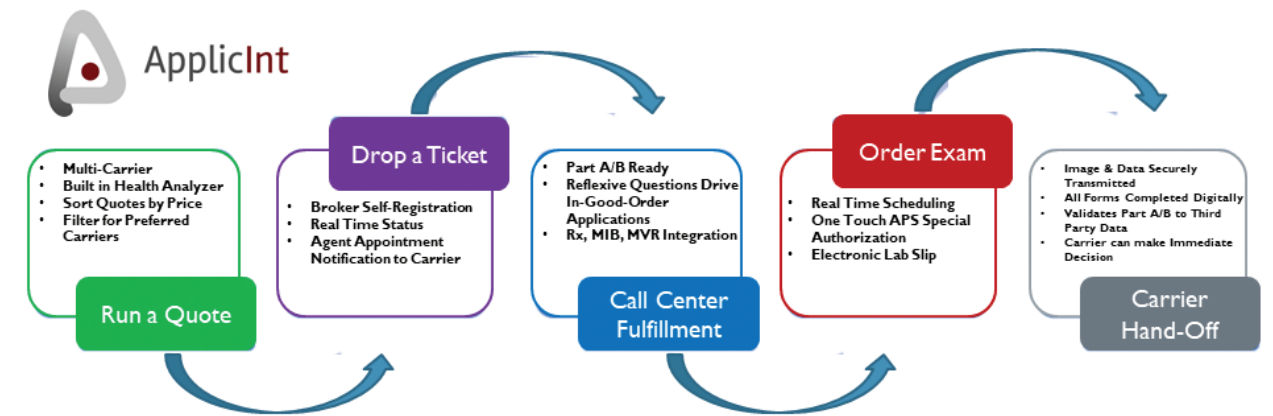 ApplicInt
• Multi-Carrier
• Built in Health Analyzer
• Sort Quotes by Price
• Filter for Preferred
Carriers
Run a Quote
Drop a Ticket
• Broker Self-Registration
• Real Time Status
• Agent Appointment
Notification to Carrier
• Part A/B Ready
• Reflexive Questions Drive
In-Good-Order
Applications
• Rx, MIB, MVR Integration
Call Center
Fulfillment
Order Exam
• Real Time Scheduling
• One Touch APS Special
Authorization
• Electronic Lab Slip
• Image & Data Securely
Transmitted
• All Forms Completed Digitally
• Validates Part A/B to Third
Party Data
• Carrier can make Immediate
Decision
Carrier
Hand-Off